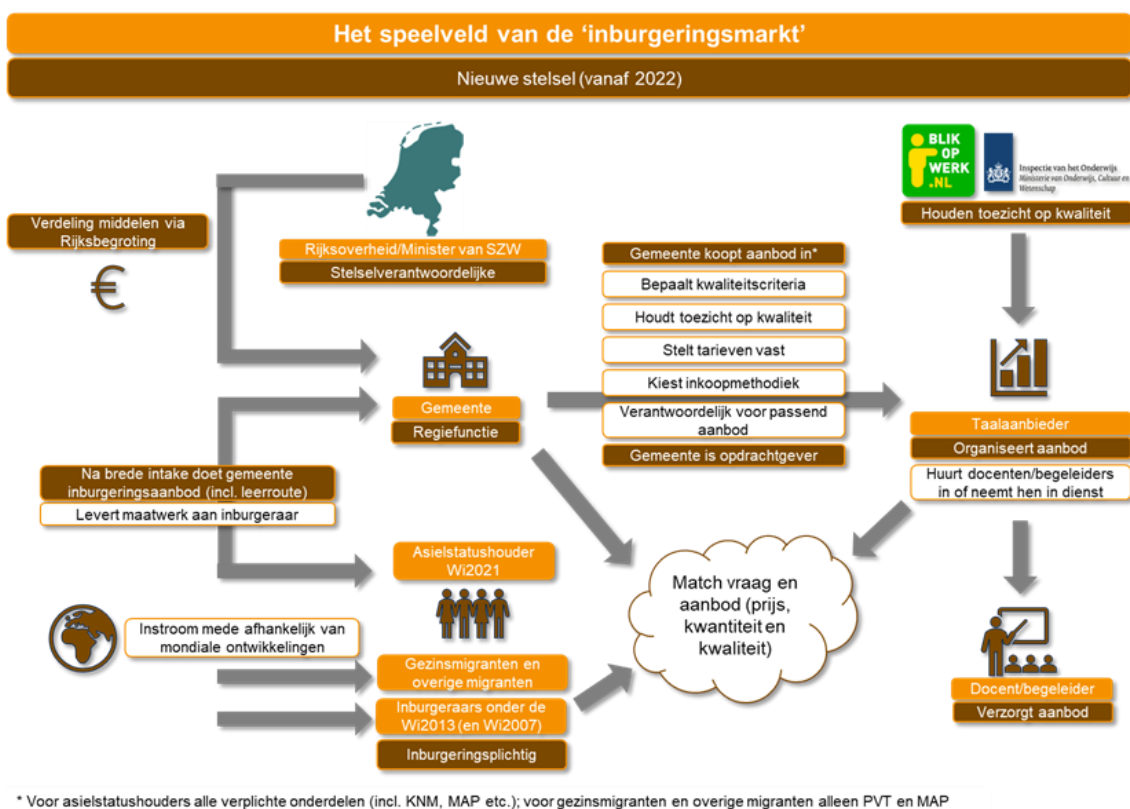 Het speelveld van de ‘inburgeringsmarkt’
Nieuwe stelsel (vanaf 2022)
BLIK
OP
WERK
.NL
Inspectie van het Onderwijs
Ministerie van Onderwijs, Cultuur en
Wetenschap
Houden toezicht op kwaliteit
Verdeling middelen via
Rijksbegroting
€
Rijksoverheid/Minister van SZW
Stelselverantwoordelijke
Gemeente koopt aanbod in*
Bepaalt kwaliteitscriteria
Houdt toezicht op kwaliteit
Stelt tarieven vast
Kiest inkoopmethodiek
Verantwoordelijk voor passend
aanbod
Gemeente is opdrachtgever
Gemeente
Regiefunctie
Taalaanbieder
Organiseert aanbod
Huurt docenten/begeleiders
in of neemt hen in dienst
Na brede intake doet gemeente
inburgeringsaanbod (incl. leerroute)
Levert maatwerk aan inburgeraar
Asielstatushouder
Wi2021
Match vraag en
aanbod (prijs,
kwantiteit en
kwaliteit)
Instroom mede afhankelijk van
mondiale ontwikkelingen
Gezinsmigranten en
overige migranten
Inburgeraars onder de
Wi2013 (en Wi2007)
Inburgeringsplichtig
Docent/begeleider
Verzorgt aanbod
* Voor asielstatushouders alle verplichte onderdelen (incl. KNM, MAP etc.); voor gezinsmigranten en overige migranten alleen PVT en MAP